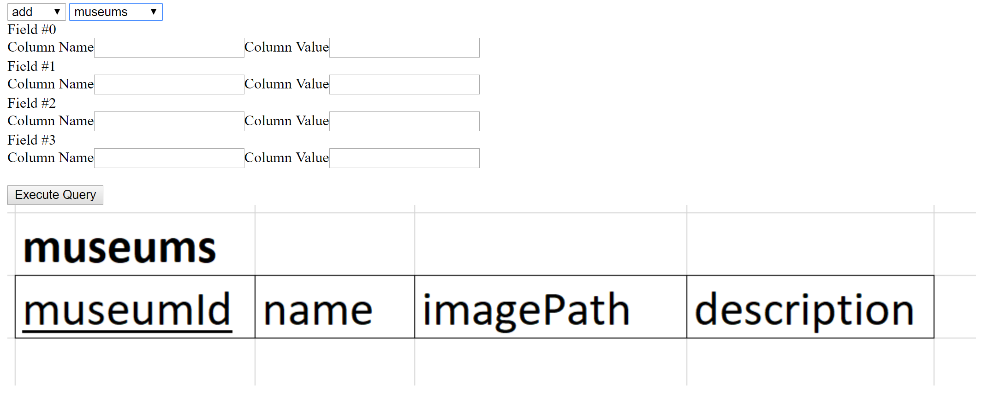 add museums
Field #0
Column Name Column Value
Field #1
Column Name Column Value
Field #2
Column Name Column Value
Field #3
Column Name Column Value
Execute Query
museums
museumId name imagePath description